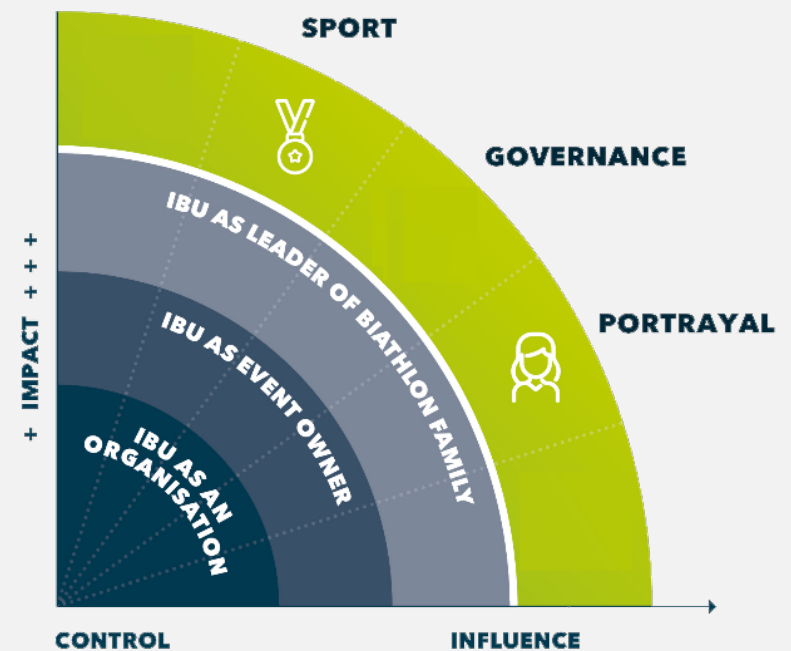 SPORT
GOVERNANCE
PORTRAYAL
IBU AS LEADER OF BIATHLON FAMILY
IBU AS EVENT OWNER
IBU AS AN
ORGANISATION
+ IMPACT + + +
CONTROL
INFLUENCE